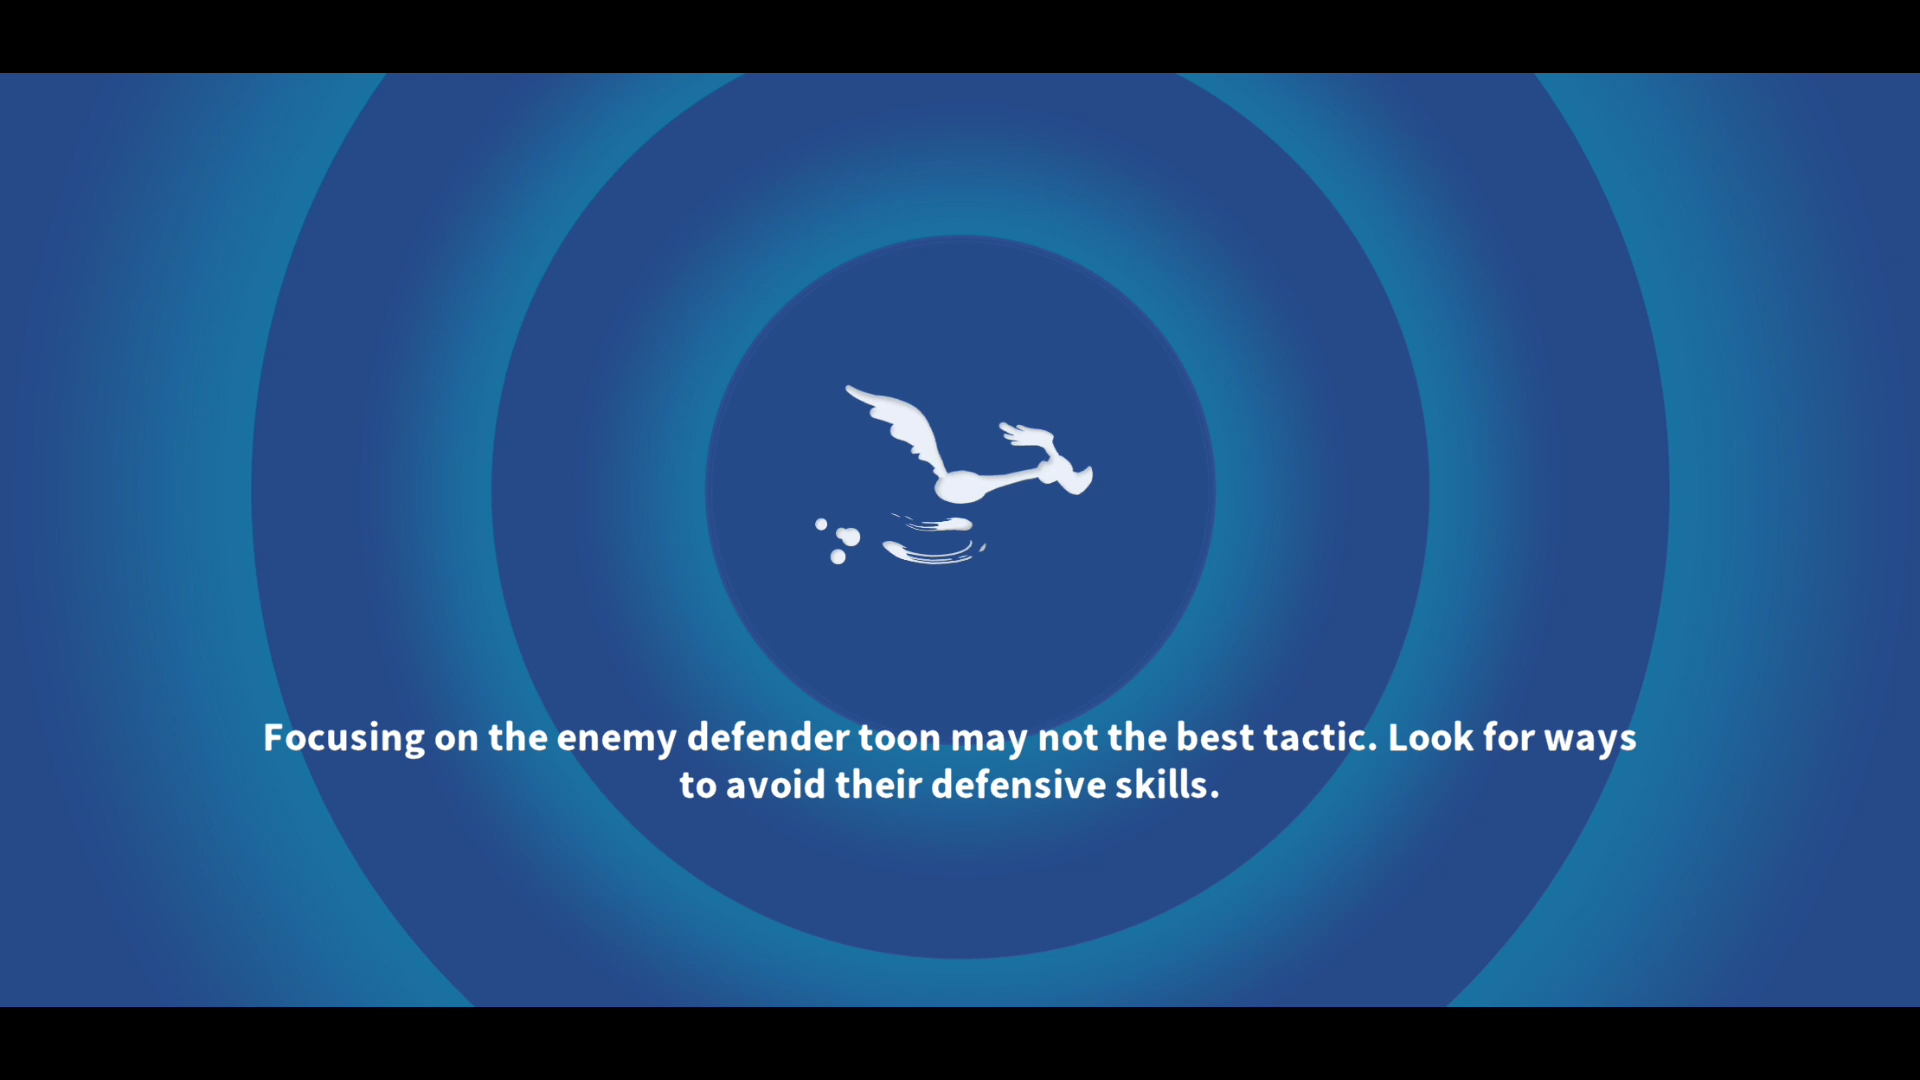 Focusing on the enemy defender toon may not the best tactic. Look for ways
to avoid their defensive skills.